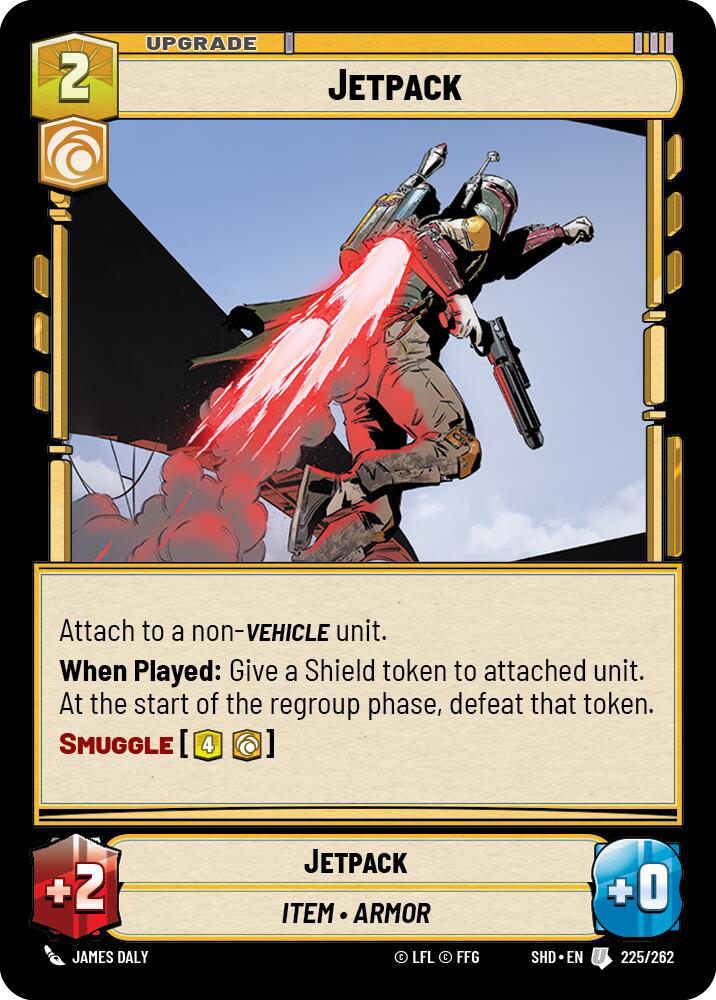 UPGRADE
2
JETPACK
Attach to a non-VEHICLE unit.
When Played: Give a Shield token to attached unit.
At the start of the regroup phase, defeat that token.
SMUGGLE [4 ]
+2
JETPACK
+0
ITEM • ARMOR
JAMES DALY
© LFL © FFG
SHD • EN
U
225/262